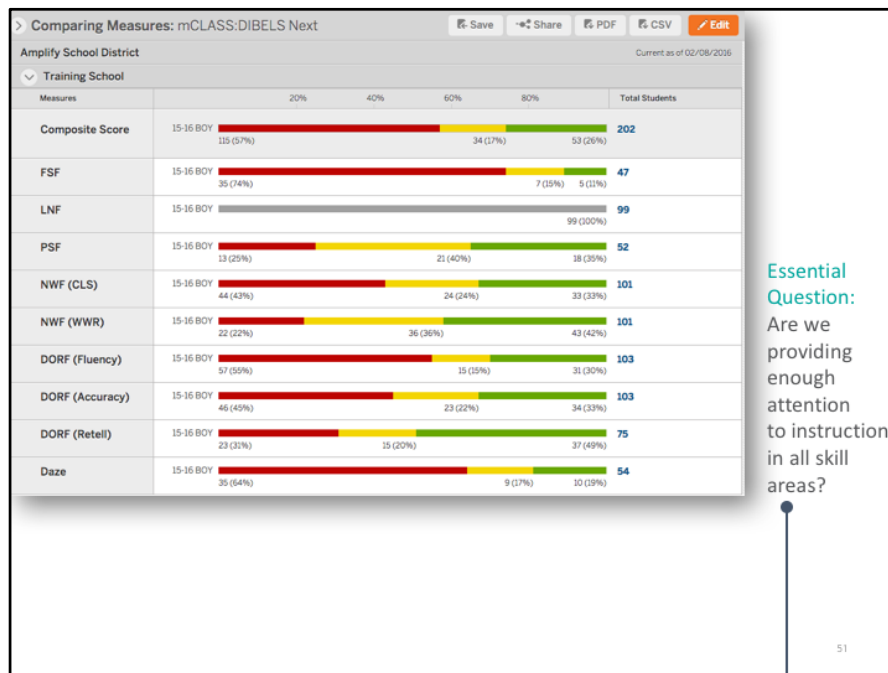 Comparing Measures: mCLASS:DIBELS Next Save Share PDF CSV Edit
Amplify School District Current as of 02/08/2016
Training School
Measures 20% 40% 60% 80% Total Students
Composite Score 15-16 BOY 202
115 (57%) 34 (17%) 53 (26%)
FSF 15-16 BOY 47
35 (74%) 7 (15%) 5 (11%)
LNF 15-16 BOY 99
99 (100%)
PSF 15-16 BOY 52
13 (25%) 21 (40%) 18 (35%)
NWF (CLS) 15-16 BOY 101
44 (43%) 24 (24%) 33 (33%)
NWF (WWR) 15-16 BOY 101
22 (22%) 36 (36%) 43 (42%)
DORF (Fluency) 15-16 BOY 103
57 (55%) 15 (15%) 31 (30%)
DORF (Accuracy) 15-16 BOY 103
46 (45%) 23 (22%) 34 (33%)
DORF (Retell) 15-16 BOY 75
23 (31%) 15 (20%) 37 (49%)
Daze 15-16 BOY 54
35 (64%) 9 (17%) 10 (19%)
Essential
Question:
Are we
providing
enough
attention
to instruction
in all skill
areas?
51